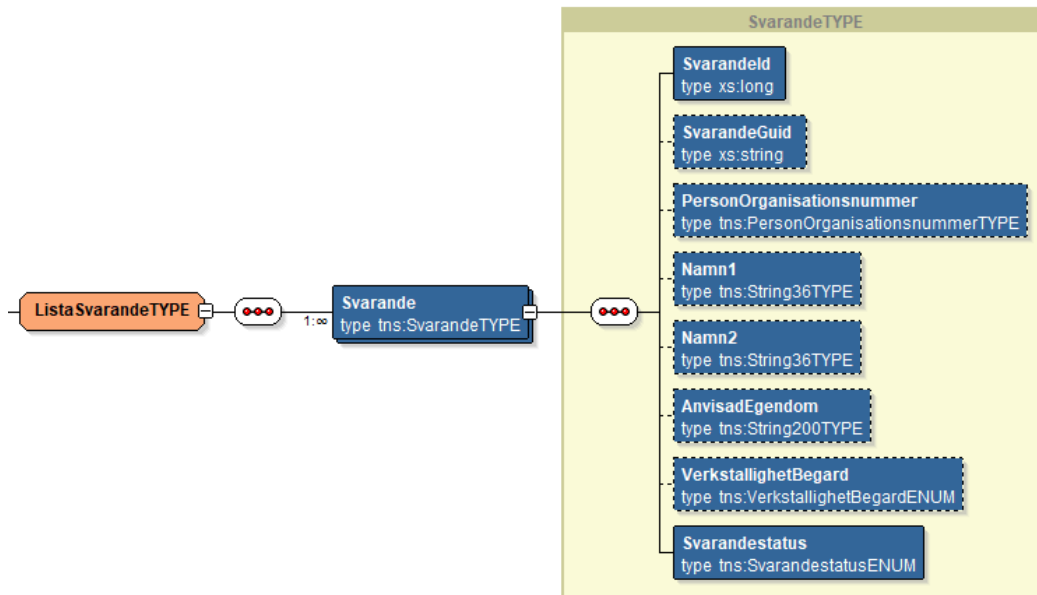 SvarandeTYPE
SvarandeId
type xs:long
SvarandeGuid
type xs:string
PersonOrganisationsnummer
type tns:PersonOrganisationsnummerTYPE
Namn1
type tns:String36TYPE
ListaSvarandeTYPE
1:∞
Svarande
type tns:SvarandeTYPE
Namn2
type tns:String36TYPE
AnvisadEgendom
type tns:String200TYPE
VerkstallighetBegard
type tns:VerkstallighetBegardENUM
Svarandestatus
type tns:SvarandestatusENUM